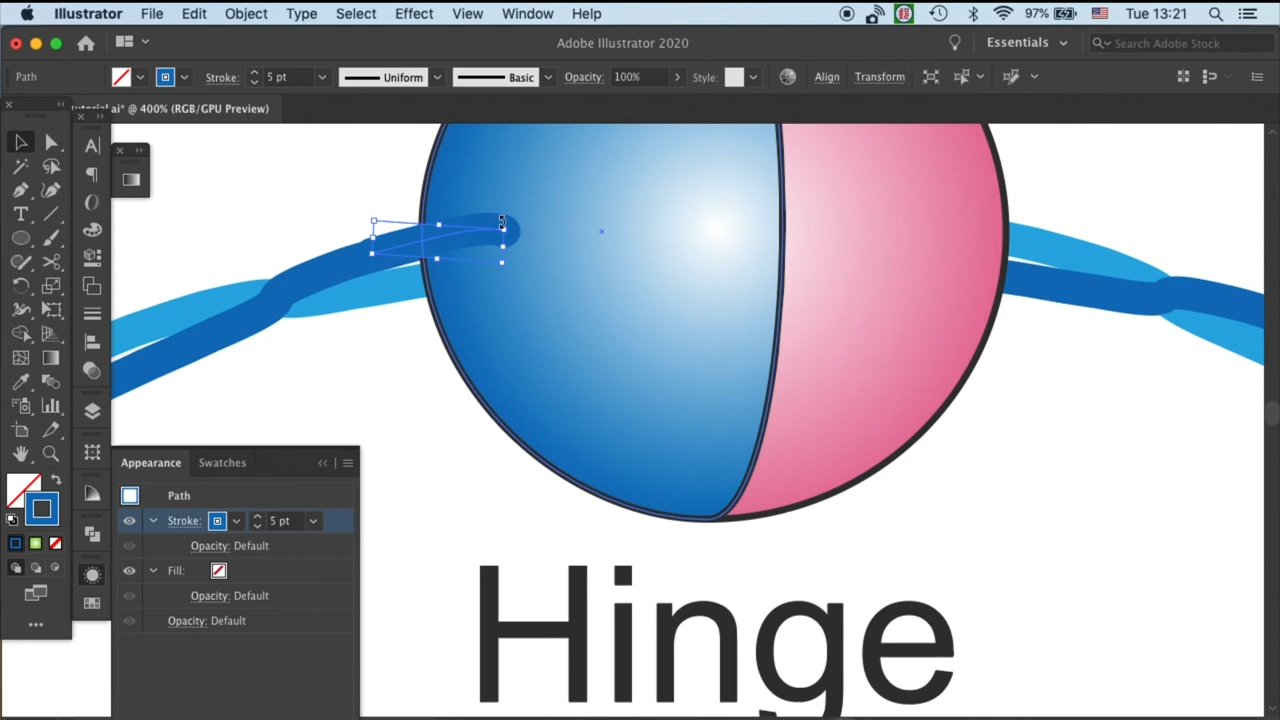 Illustrator File Edit Object Type Select Effect View Window Help 97% Tue 13:21
Adobe Illustrator 2020 Essentials Search Adobe Stock
Path Stroke: 5 pt Uniform Basic Opacity: 100% Style: Align Transform
utorial.ai* @ 400% (RGB/GPU Preview)
Appearance Swatches
Path
Stroke: 5 pt
Opacity: Default
Fill:
Opacity: Default
Opacity: Default
Hinge